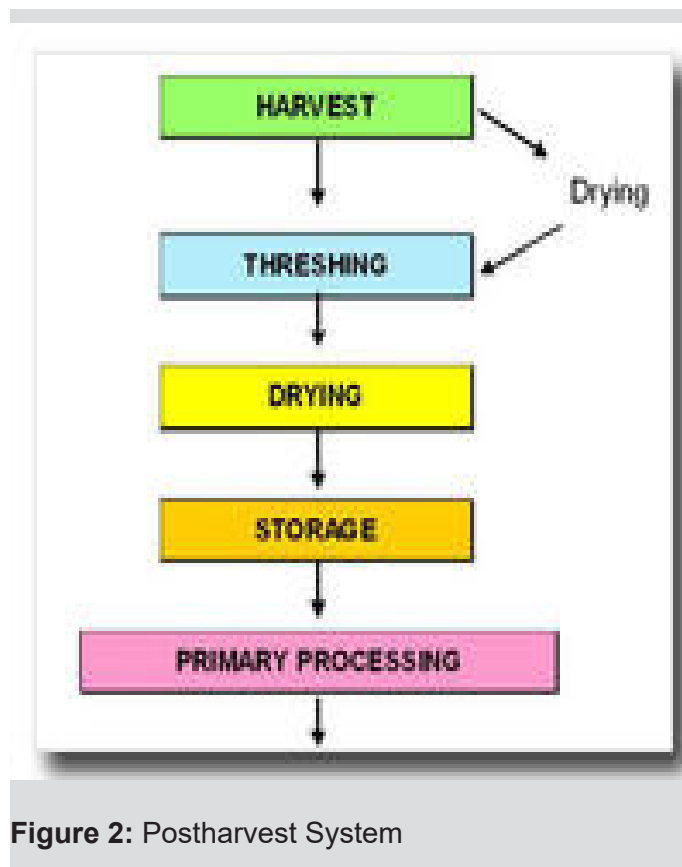 HARVEST
Drying
THRESHING
DRYING
STORAGE
PRIMARY PROCESSING
Figure 2: Postharvest System